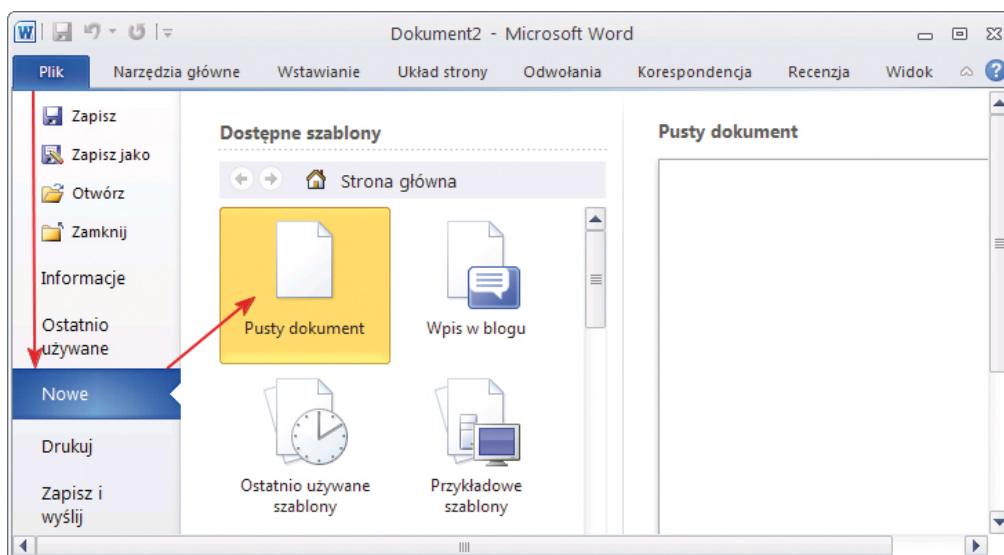 Dokument2 - Microsoft Word
Plik Narzędzia główne Wstawianie Układ strony Odwołania Korespondencja Recenzja Widok
Zapisz
Zapisz jako
Otwórz
Zamknij
Informacje
Ostatnio
używane
Nowe
Drukuj
Zapisz i
wyślij
Dostępne szablony
Strona główna
Pusty dokument
Wpis w blogu
Ostatnio używane
szablony
Przykładowe
szablony
Pusty dokument